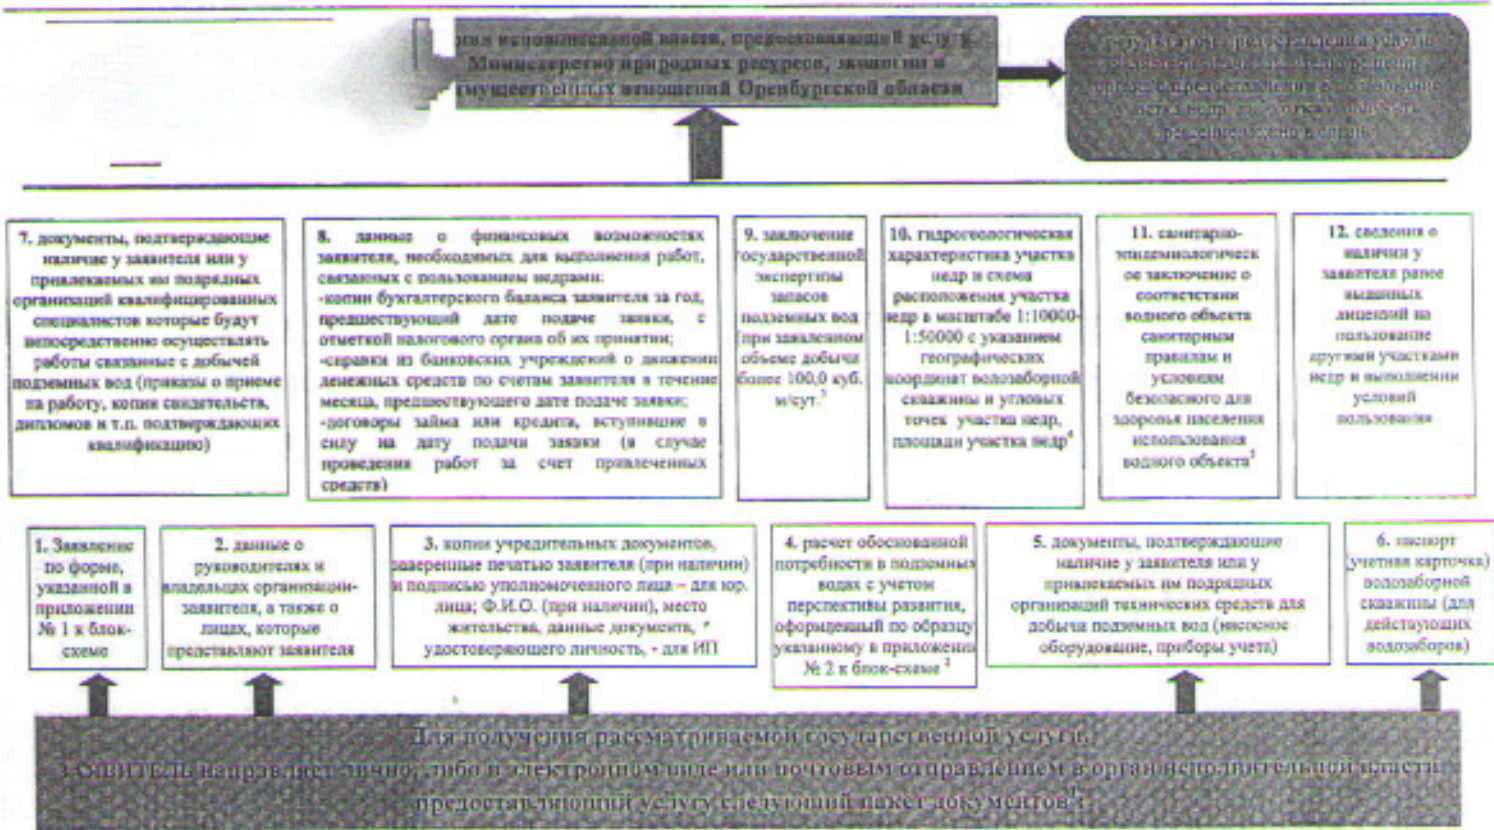 ган исполнительной власти, предоставляющий услугу
Министерство природных ресурсов, экологии и
имущественных отношений Оренбургской области
7. документы, подтверждающие
наличие у заявителя или у
привлекаемых им подрядных
организаций квалифицированных
специалистов которые будут
непосредственно осуществлять
работы связанные с добычей
подземных вод (приказы о приеме
на работу, копии свидетельств,
дипломов и т.п. подтверждающих
квалификацию)
8. данные о финансовых возможностях
заявителя, необходимых для выполнения работ,
связанных с пользованием недрами:
-копии бухгалтерского баланса заявителя за год,
предшествующий дате подаче заявки, с
отметкой налогового органа об их принятии;
-справки из банковских учреждений о движении
денежных средств по счетам заявителя в течение
месяца, предшествующего дате подаче заявки;
-договоры займа или кредита, вступившие в
силу на дату подачи заявки (в случае
проведения работ за счет привлеченных
средств)
9. заключение
государственной
экспертизы
запасов
подземных вод
(при заявленном
объеме добычи
более 100,0 куб.
м/сут.³
10. гидрогеологическая
характеристика участка
недр и схема
расположения участка
недр в масштабе 1:10000-
1:50000 с указанием
географических
координат водозаборной
скважины и угловых
точек участка недр,
площади участка недр⁴
11. санитарно-
эпидемиологическ
ое заключение о
соответствии
водного объекта
санитарным
правилам и
условиям
безопасного для
здоровья населения
использования
водного объекта⁵
12. сведения о
наличии у
заявителя ранее
выданных
лицензий на
пользование
другими участками
недр и выполнении
условий
пользования
1. Заявление
по форме,
указанной в
приложении
№ 1 к блок-
схеме
2. данные о
руководителях и
владельцах организации-
заявителя, а также о
лицах, которые
представляют заявителя
3. копии учредительных документов,
заверенные печатью заявителя (при наличии)
и подписью уполномоченного лица – для юр.
лица; Ф.И.О. (при наличии), место
жительства, данные документа,
удостоверяющего личность, - для ИП
4. расчет обоснованной
потребности в подземных
водах с учетом
перспективы развития,
оформленный по образцу
указанному в приложении
№ 2 к блок-схеме ²
5. документы, подтверждающие
наличие у заявителя или у
привлекаемых им подрядных
организаций технических средств для
добычи подземных вод (насосное
оборудование, приборы учета)
6. паспорт
(учетная карточка)
водозаборной
скважины (для
действующих
водозаборов)
Для получения рассматриваемой государственной услуги,
ЗАЯВИТЕЛЬ направляет лично, либо в электронном виде или почтовым отправлением в орган исполнительной власти
предоставляющий услугу следующий пакет документов¹: